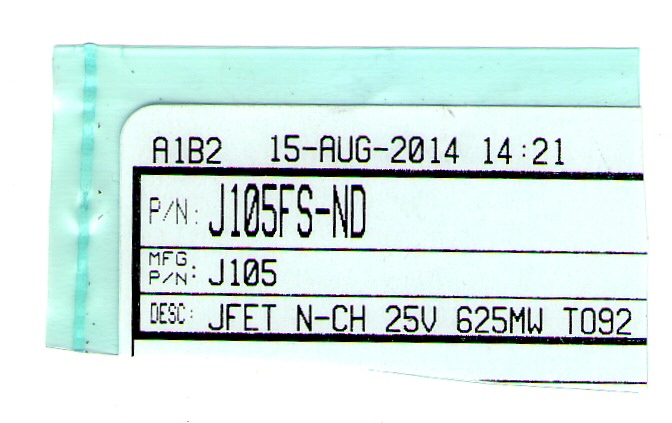 A1B2 15-AUG-2014 14:21
P/N: J105FS-ND
MFG
P/N: J105
DESC: JFET N-CH 25V 625MW TO92